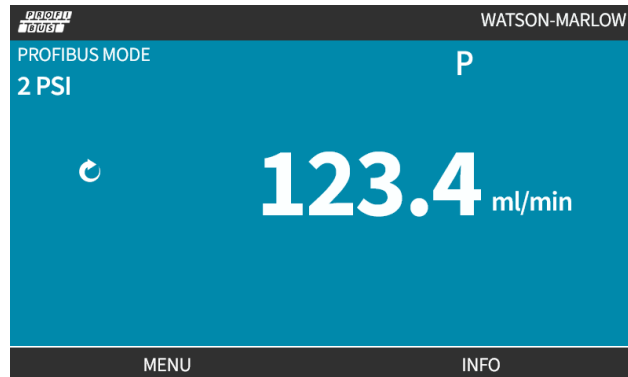 PROFI
BUS
WATSON-MARLOW
PROFIBUS MODE
P
2 PSI
123.4 ml/min
MENU
INFO